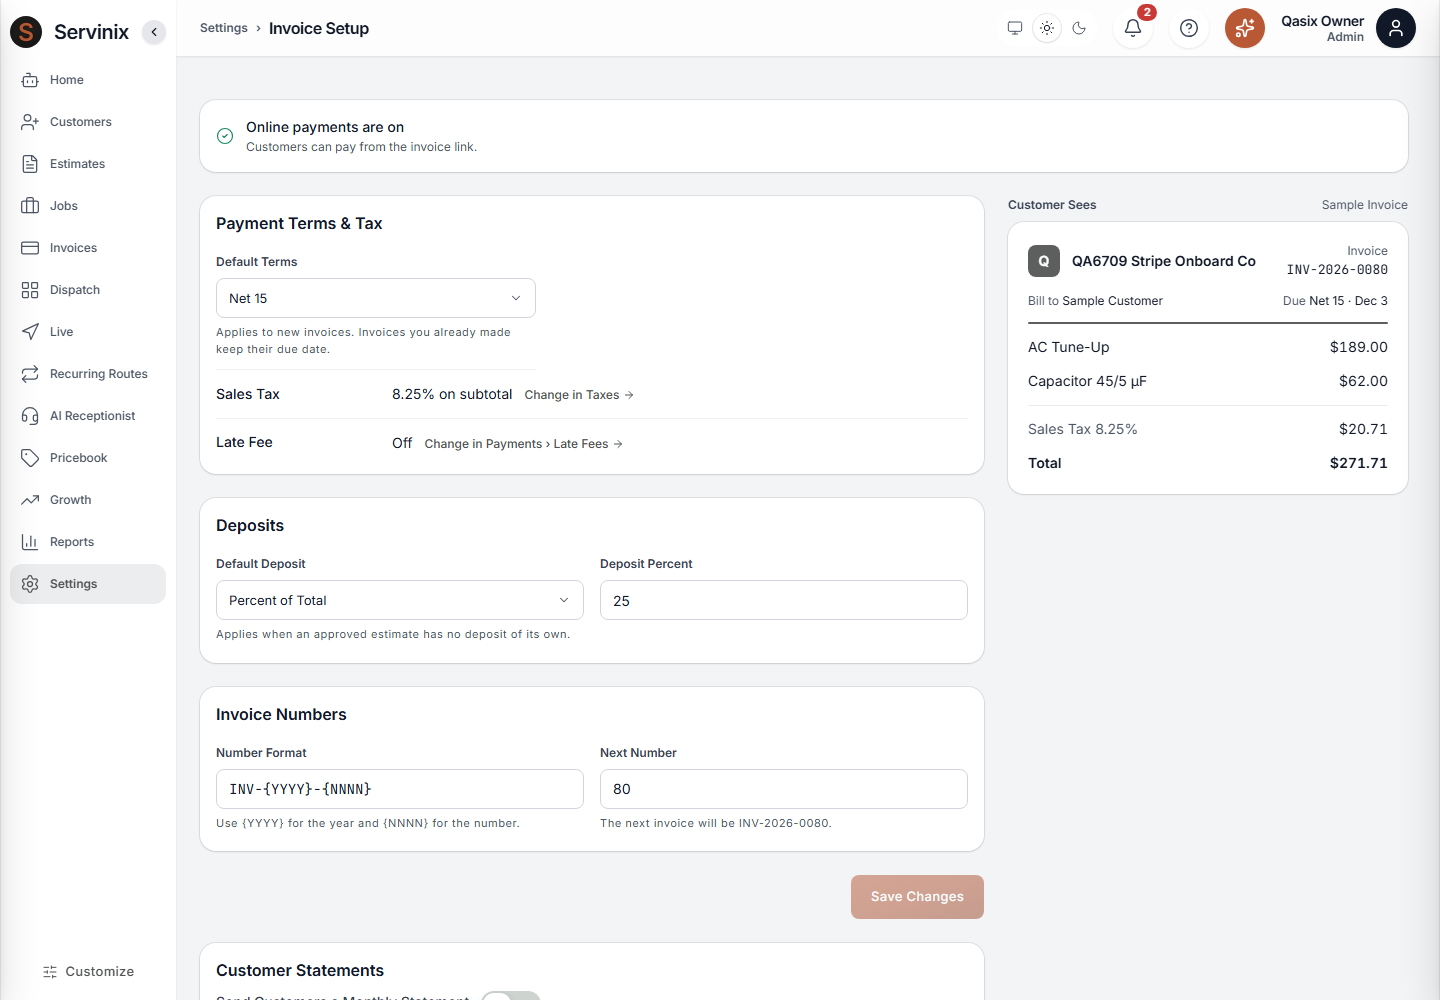 Servinix
Home
Customers
Estimates
Jobs
Invoices
Dispatch
Live
Recurring Routes
AI Receptionist
Pricebook
Growth
Reports
Settings
Customize
Settings › Invoice Setup
2
Qasix Owner
Admin
Online payments are on
Customers can pay from the invoice link.
Payment Terms & Tax
Default Terms
Net 15
Applies to new invoices. Invoices you already made
keep their due date.
Sales Tax 8.25% on subtotal Change in Taxes →
Late Fee Off Change in Payments › Late Fees →
Deposits
Default Deposit
Percent of Total
Applies when an approved estimate has no deposit of its own.
Deposit Percent
25
Invoice Numbers
Number Format
INV-{YYYY}-{NNNN}
Use {YYYY} for the year and {NNNN} for the number.
Next Number
80
The next invoice will be INV-2026-0080.
Save Changes
Customer Statements
Send Customers a Monthly Statement
Customer Sees Sample Invoice
Q QA6709 Stripe Onboard Co
Invoice
INV-2026-0080
Bill to Sample Customer Due Net 15 · Dec 3
AC Tune-Up $189.00
Capacitor 45/5 µF $62.00
Sales Tax 8.25% $20.71
Total $271.71